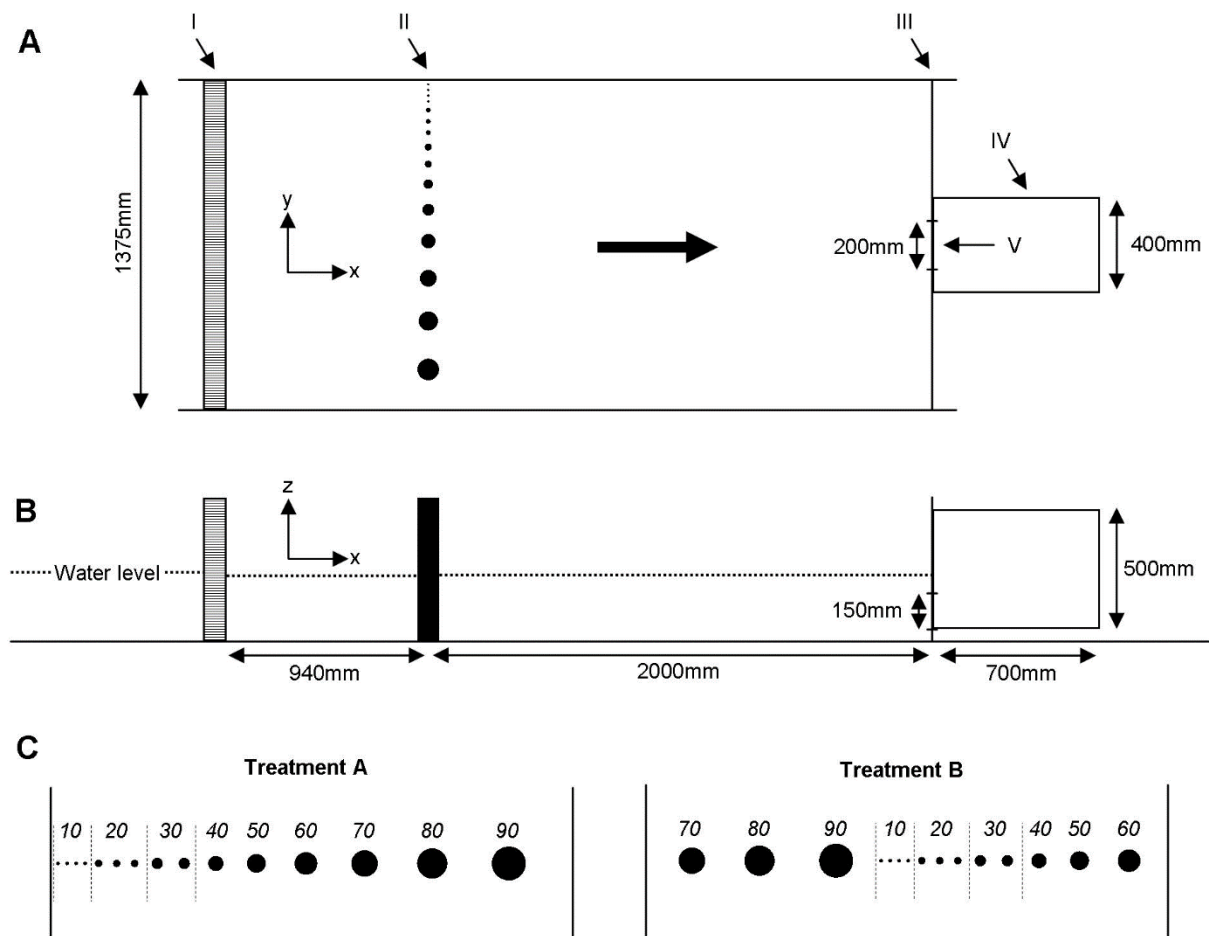 A
I
II
III
IV
V
1375mm
y
x
200mm
400mm
B
z
x
Water level
150mm
500mm
940mm
2000mm
700mm
C
Treatment A
10 20 30 40 50 60 70 80 90
Treatment B
70 80 90 10 20 30 40 50 60